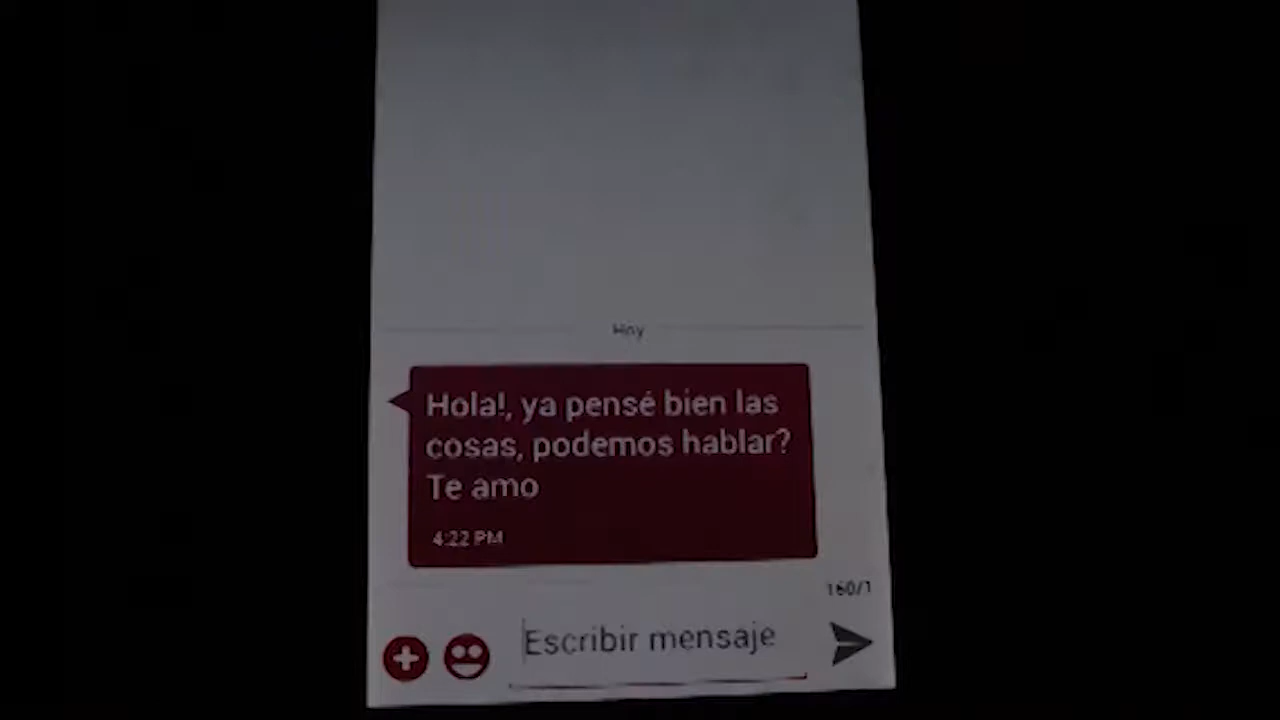 Hoy
Hola!, ya pensé bien las
cosas, podemos hablar?
Te amo
4:22 PM
160/1
Escribir mensaje